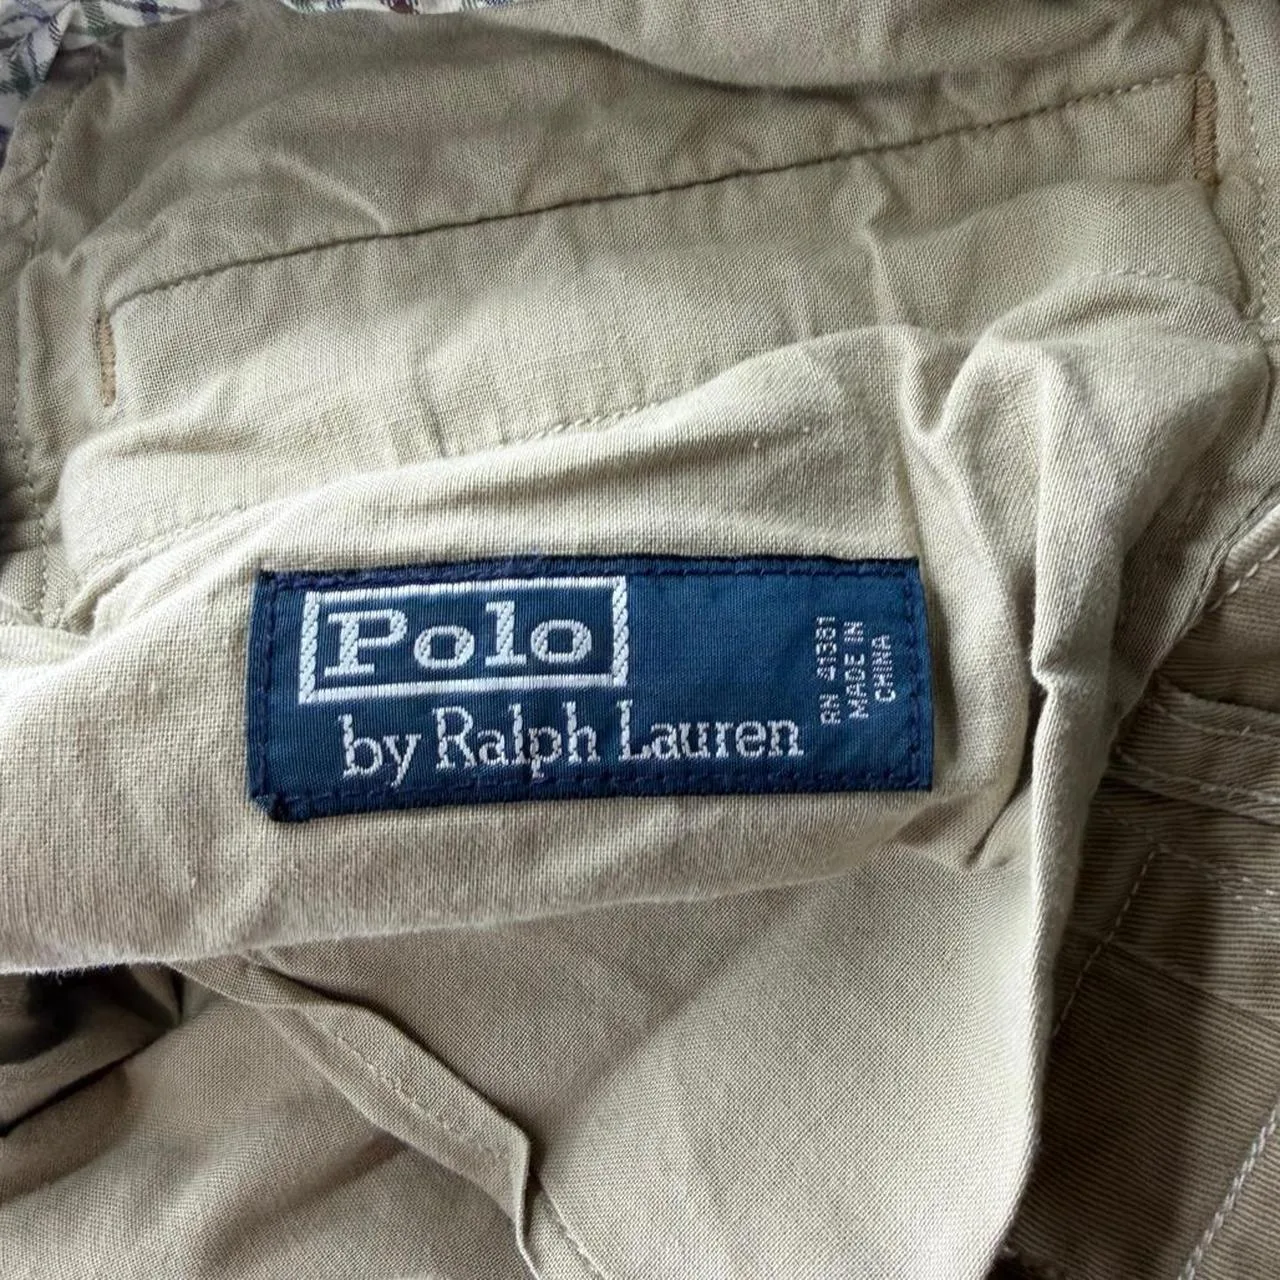 Polo
by Ralph Lauren
RN 41381
MADE IN
CHINA